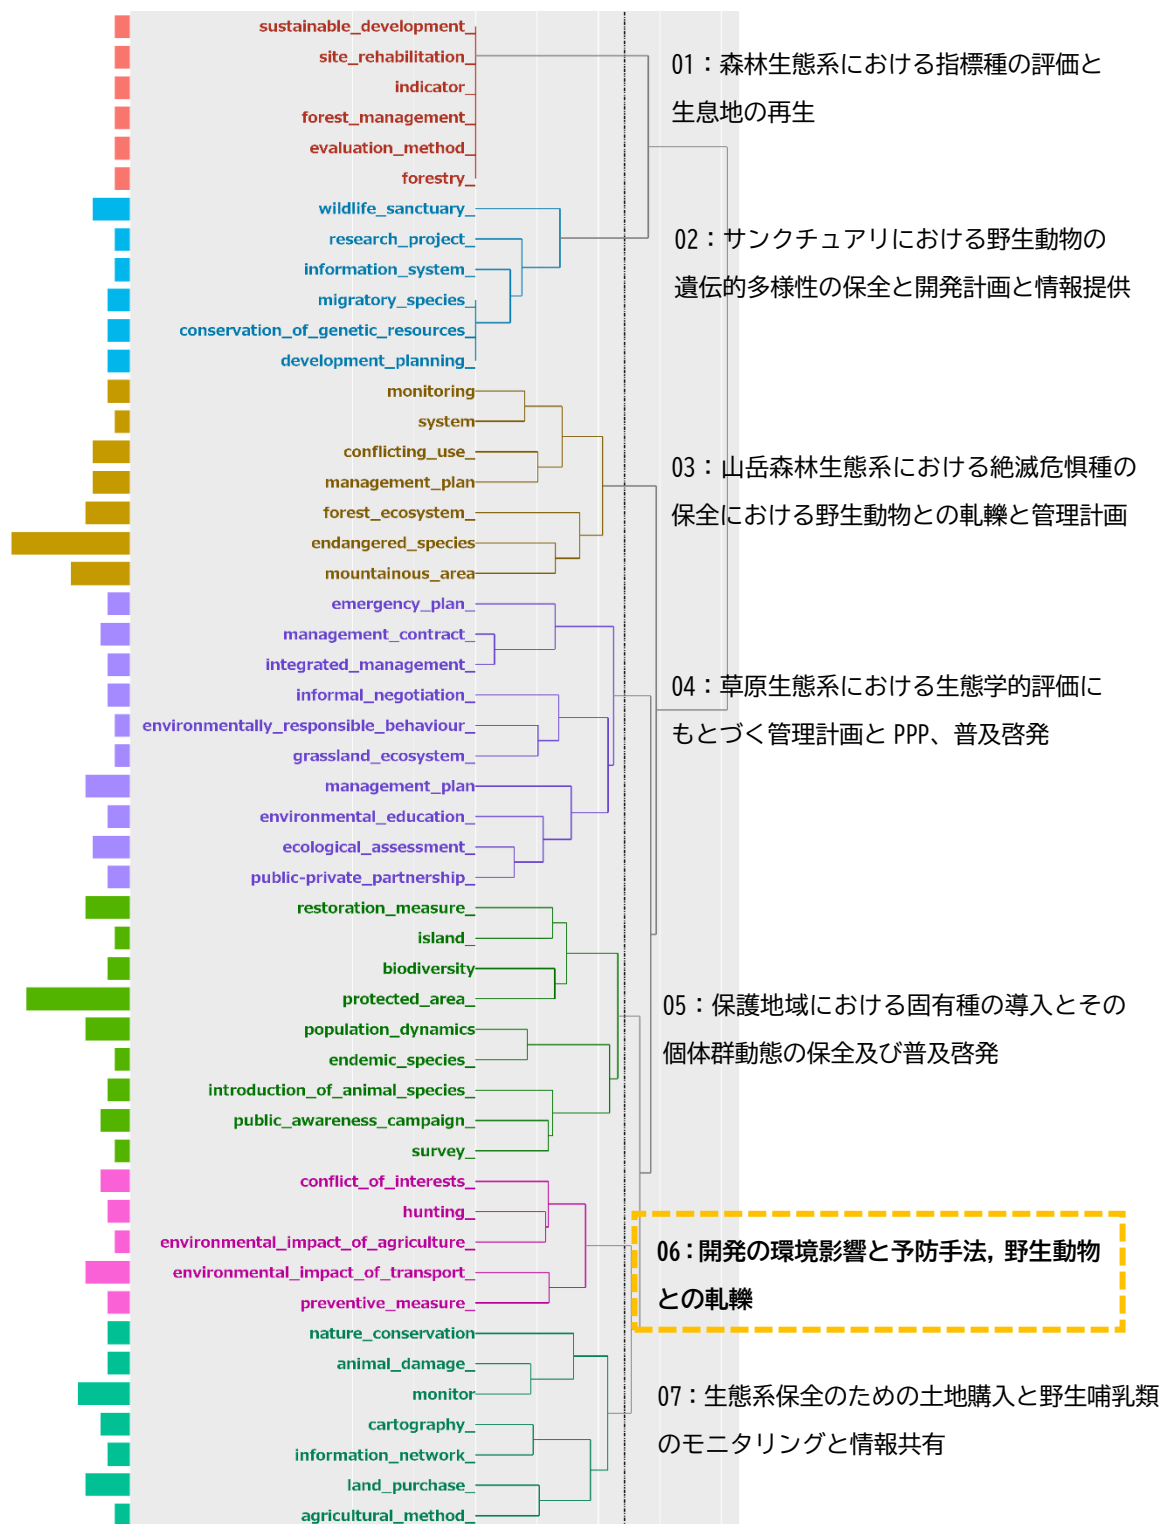 sustainable_development_
site_rehabilitation_
indicator_
forest_management_
evaluation_method_
forestry_
01：森林生態系における指標種の評価と
生息地の再生
wildlife_sanctuary_
research_project_
information_system_
migratory_species_
conservation_of_genetic_resources_
development_planning_
02：サンクチュアリにおける野生動物の
遺伝的多様性の保全と開発計画と情報提供
monitoring
system
conflicting_use_
management_plan
forest_ecosystem_
endangered_species
mountainous_area
03：山岳森林生態系における絶滅危惧種の
保全における野生動物との軋轢と管理計画
emergency_plan_
management_contract_
integrated_management_
informal_negotiation_
environmentally_responsible_behaviour_
grassland_ecosystem_
management_plan
environmental_education_
ecological_assessment_
public-private_partnership_
04：草原生態系における生態学的評価に
もとづく管理計画と PPP、普及啓発
restoration_measure_
island_
biodiversity
protected_area_
population_dynamics
endemic_species_
introduction_of_animal_species_
public_awareness_campaign_
survey_
05：保護地域における固有種の導入とその
個体群動態の保全及び普及啓発
conflict_of_interests_
hunting_
environmental_impact_of_agriculture_
environmental_impact_of_transport_
preventive_measure_
06：開発の環境影響と予防手法，野生動物
との軋轢
nature_conservation
animal_damage_
monitor
cartography_
information_network_
land_purchase_
agricultural_method_
07：生態系保全のための土地購入と野生哺乳類
のモニタリングと情報共有